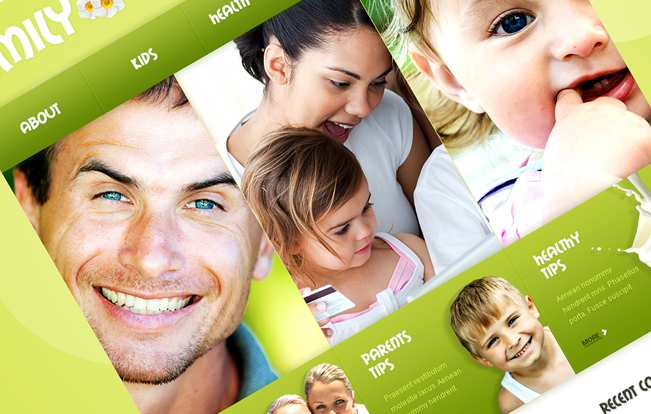 MILY
ABOUT
KIDS
HEALTH
PARENTS
TIPS
Praesent vestibulum
molestie lacus. Aenean
nonummy hendrerit
HEALTHY
TIPS
Aenean nonummy
hendrerit miriS. Phasellus
porta. Fusce suscipit.
MORE
RECENT CO